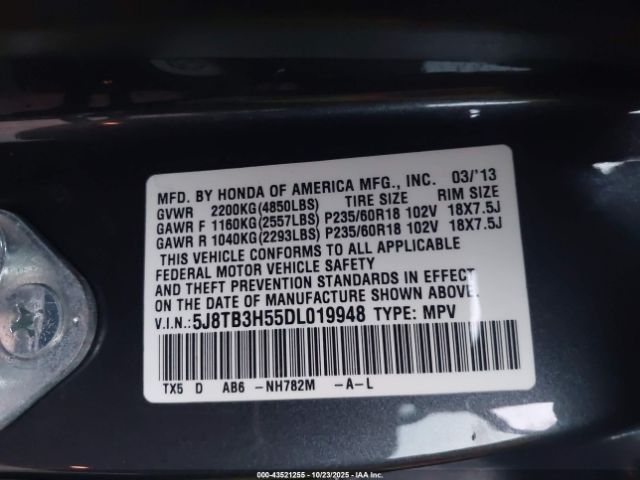 MFD. BY HONDA OF AMERICA MFG., INC. 03/'13
GVWR 2200KG(4850LBS) TIRE SIZE RIM SIZE
GAWR F 1160KG(2557LBS) P235/60R18 102V 18X7.5J
GAWR R 1040KG(2293LBS) P235/60R18 102V 18X7.5J
THIS VEHICLE CONFORMS TO ALL APPLICABLE
FEDERAL MOTOR VEHICLE SAFETY
AND THEFT PREVENTION STANDARDS IN EFFECT
ON THE DATE OF MANUFACTURE SHOWN ABOVE.
V.I.N.:5J8TB3H55DL019948 TYPE: MPV
TX5 D AB6 -NH782M -A-L
000-43521255 - 10/23/2025 - IAA Inc.